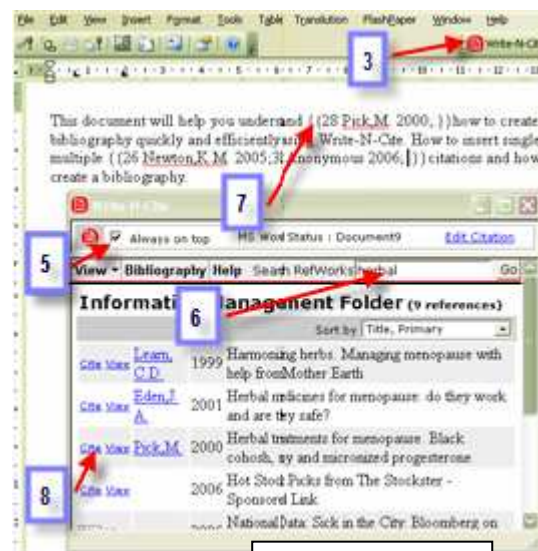 File Edit View Insert Format Tools Table Translation FlashPaper Window Help
3
Write-N-Cit
This document will help you understand {{28 Pick,M. 2000, }}how to create
bibliography quickly and efficiently using Write-N-Cite. How to insert single
multiple {{26 Newton,K.M. 2005; Anonymous 2006; }} citations and how
create a bibliography.
7
Write-N-Cite
5
Always on top MS Word Status : Document9 Edit Citation
View Bibliography Help Search RefWorks herbal Go
6
Information Management Folder (9 references)
Sort by Title, Primary
Cite View Learn, C.D. 1999 Harmonizing herbs. Managing menopause with
help from Mother Earth
Cite View Eden,J. A. 2001 Herbal medicines for menopause: do they work
and are they safe?
Cite View Pick,M. 2000 Herbal treatments for menopause. Black
cohosh, soy and micronized progesterone
8
Cite View 2006 Hot Stock Picks from The Stockster -
Sponsored Link
National Data: Sick in the City. Bloomberg on